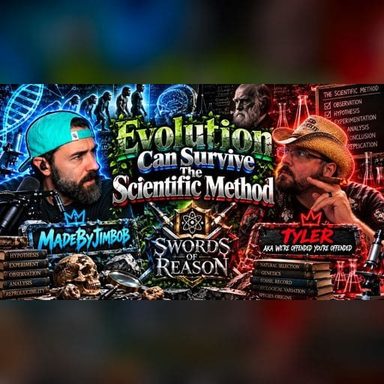 THE SCIENTIFIC METHOD
OBSERVATION
HYPOTHESIS
EXPERIMENTATION
ANALYSIS
CONCLUSION
Evolution
Can Survive
The
Scientific Method
MadeByJimbob
TYLER
AKA WE'RE OFFENDED YOU'RE OFFENDED
SWORDS
OF
REASON
HYPOTHESIS
EXPERIMENT
OBSERVATION
ANALYSIS
REPRODUCIBILITY
NATURAL SELECTION
GENETICS
FOSSIL RECORD
SPECIES ORIGINS